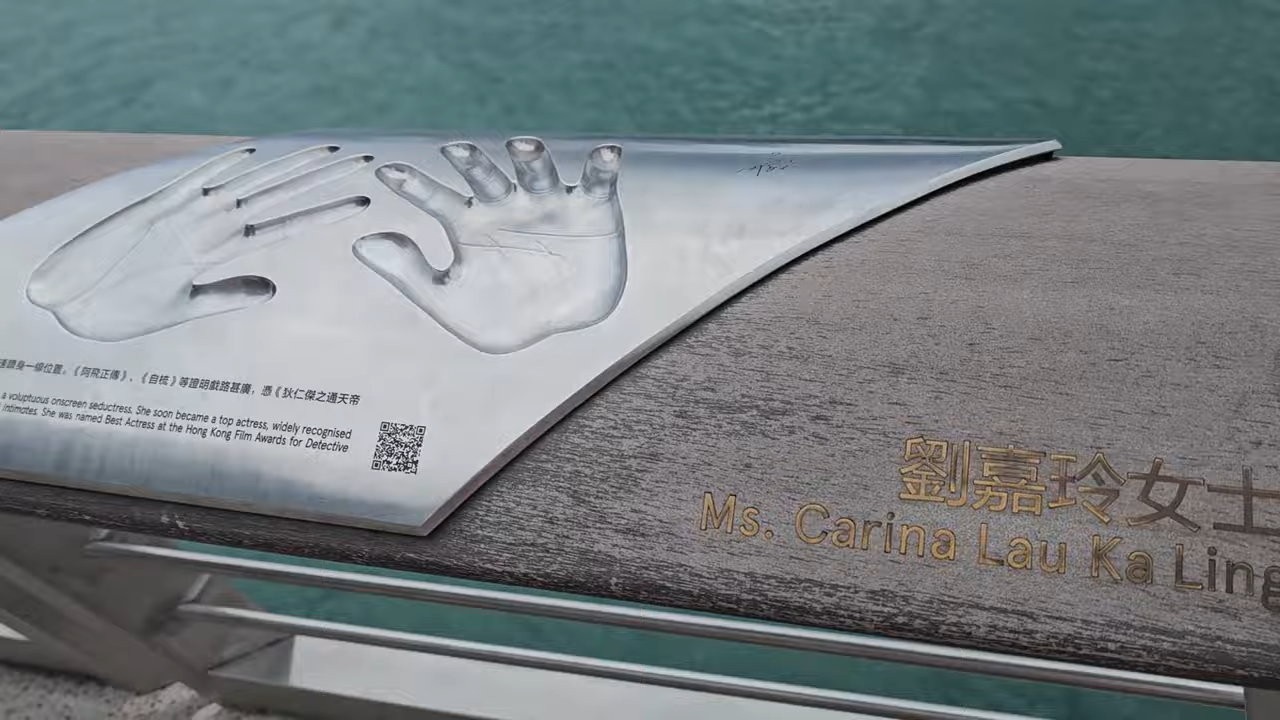 後躋身一線位置。《阿飛正傳》、《自梳》等證明戲路甚廣，憑《狄仁傑之通天帝
a voluptuous onscreen seductress. She soon became a top actress, widely recognised
Intimates. She was named Best Actress at the Hong Kong Film Awards for Detective
劉嘉玲女士
Ms. Carina Lau Ka Ling